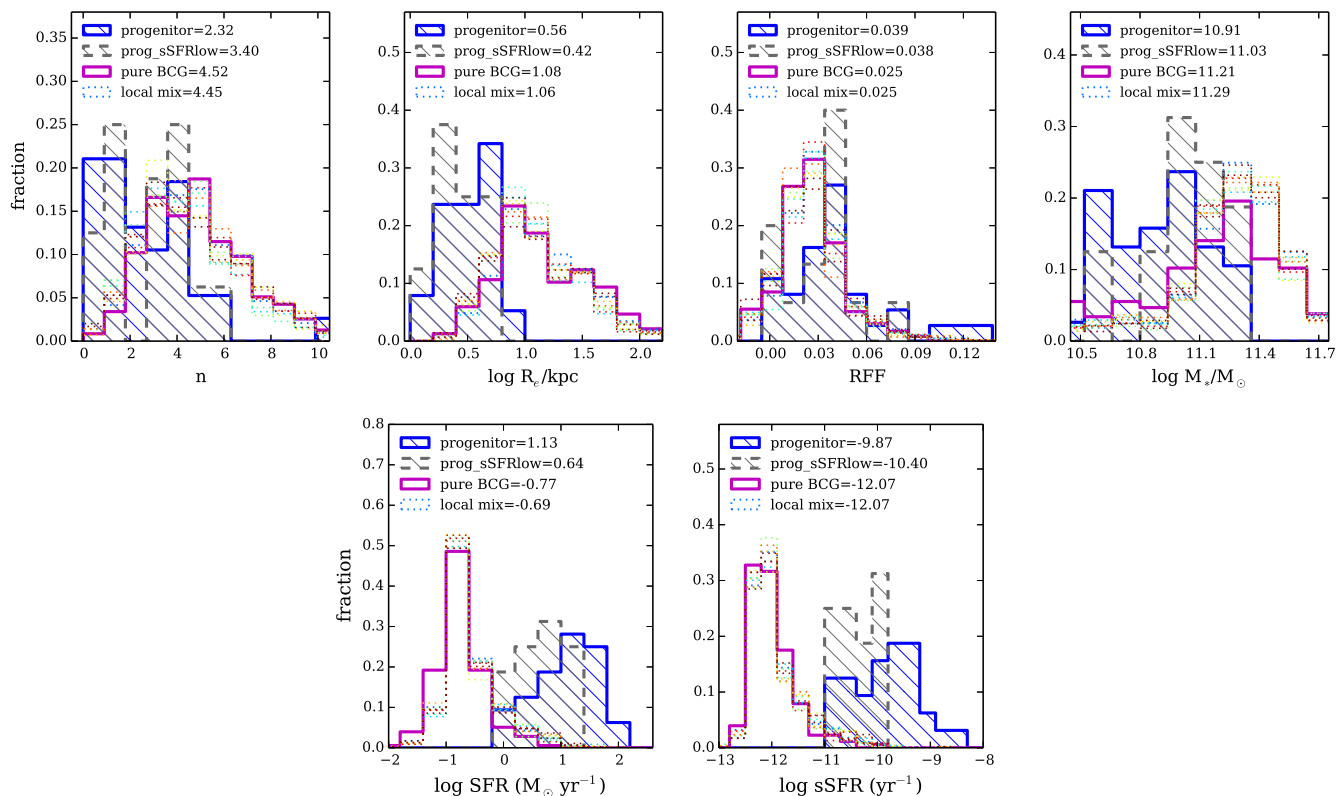 progenitor=2.32
prog_sSFRlow=3.40
pure BCG=4.52
local mix=4.45
0.35
0.30
0.25
0.20
0.15
0.10
0.05
0.00
fraction
0 2 4 6 8 10
n
progenitor=0.56
prog_sSFRlow=0.42
pure BCG=1.08
local mix=1.06
0.5
0.4
0.3
0.2
0.1
0.0
0.0 0.5 1.0 1.5 2.0
log Re/kpc
progenitor=0.039
prog_sSFRlow=0.038
pure BCG=0.025
local mix=0.025
0.5
0.4
0.3
0.2
0.1
0.0
0.00 0.03 0.06 0.09 0.12
RFF
progenitor=10.91
prog_sSFRlow=11.03
pure BCG=11.21
local mix=11.29
0.4
0.3
0.2
0.1
0.0
10.5 10.8 11.1 11.4 11.7
log M*/M⊙
progenitor=1.13
prog_sSFRlow=0.64
pure BCG=-0.77
local mix=-0.69
0.8
0.7
0.6
0.5
0.4
0.3
0.2
0.1
0.0
fraction
−2 −1 0 1 2
log SFR (M⊙ yr⁻¹)
progenitor=-9.87
prog_sSFRlow=-10.40
pure BCG=-12.07
local mix=-12.07
0.5
0.4
0.3
0.2
0.1
0.0
−13 −12 −11 −10 −9 −8
log sSFR (yr⁻¹)